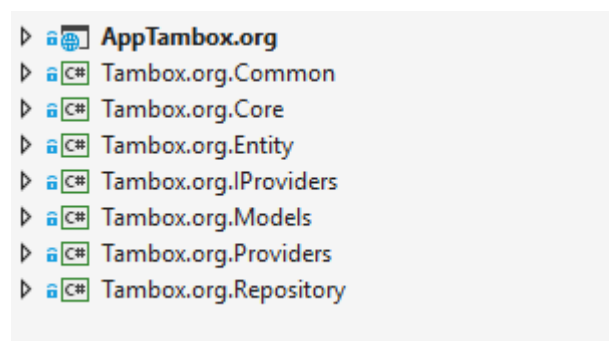 AppTambox.org
C# Tambox.org.Common
C# Tambox.org.Core
C# Tambox.org.Entity
C# Tambox.org.IProviders
C# Tambox.org.Models
C# Tambox.org.Providers
C# Tambox.org.Repository